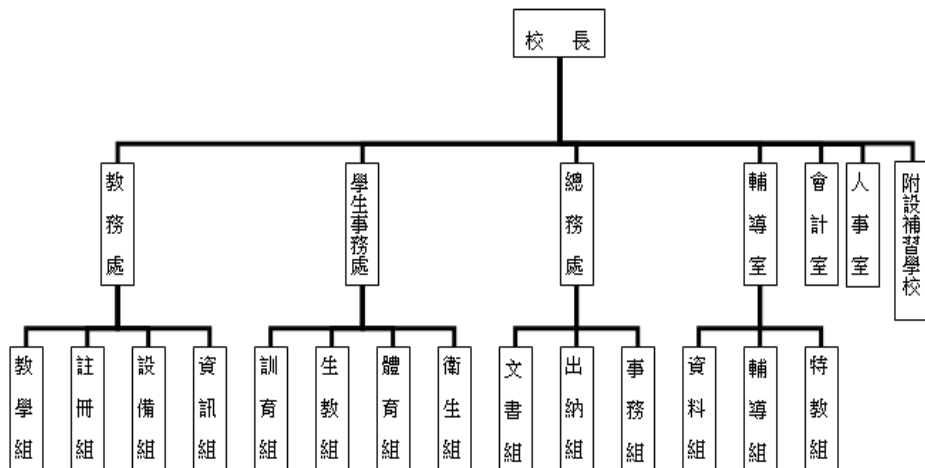 校長
教務處
學生事務處
總務處
輔導室
會計室
人事室
附設補習學校
教學組
註冊組
設備組
資訊組
訓育組
生教組
體育組
衛生組
文書組
出納組
事務組
資料組
輔導組
特教組